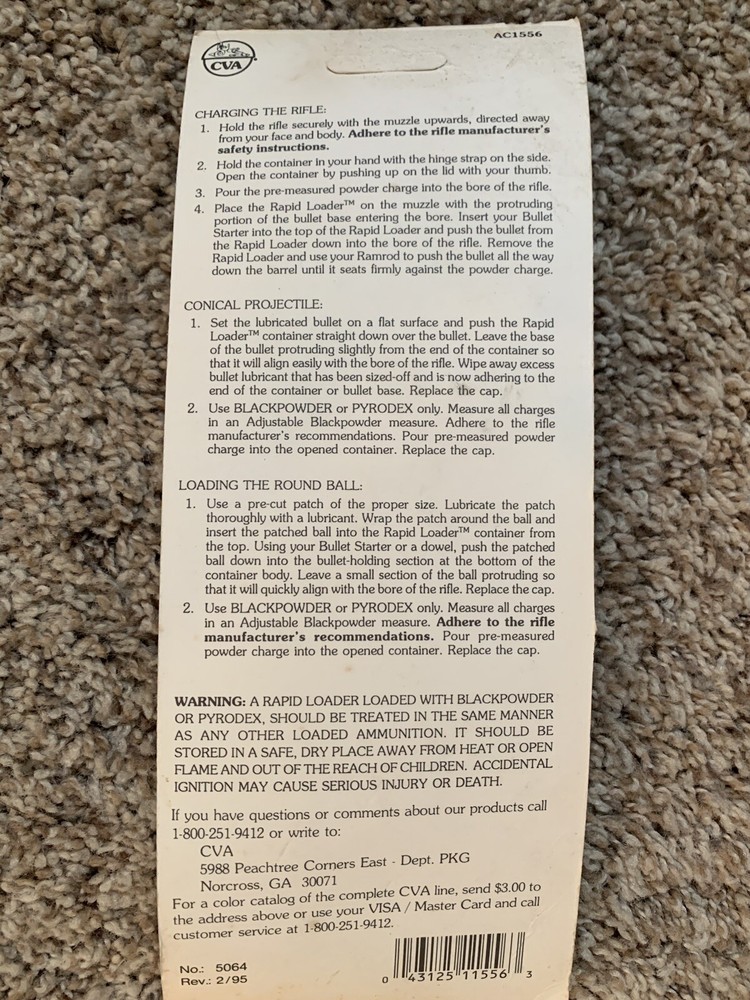 AC1556
CVA
CHARGING THE RIFLE:
1. Hold the rifle securely with the muzzle upwards, directed away
from your face and body. Adhere to the rifle manufacturer's
safety instructions.
2. Hold the container in your hand with the hinge strap on the side.
Open the container by pushing up on the lid with your thumb.
3. Pour the pre-measured powder charge into the bore of the rifle.
4. Place the Rapid Loader™ on the muzzle with the protruding
portion of the bullet base entering the bore. Insert your Bullet
Starter into the top of the Rapid Loader and push the bullet from
the Rapid Loader down into the bore of the rifle. Remove the
Rapid Loader and use your Ramrod to push the bullet all the way
down the barrel until it seats firmly against the powder charge.
CONICAL PROJECTILE:
1. Set the lubricated bullet on a flat surface and push the Rapid
Loader™ container straight down over the bullet. Leave the base
of the bullet protruding slightly from the end of the container so
that it will align easily with the bore of the rifle. Wipe away excess
bullet lubricant that has been sized-off and is now adhering to the
end of the container or bullet base. Replace the cap.
2. Use BLACKPOWDER or PYRODEX only. Measure all charges
in an Adjustable Blackpowder measure. Adhere to the rifle
manufacturer's recommendations. Pour pre-measured powder
charge into the opened container. Replace the cap.
LOADING THE ROUND BALL:
1. Use a pre-cut patch of the proper size. Lubricate the patch
thoroughly with a lubricant. Wrap the patch around the ball and
insert the patched ball into the Rapid Loader™ container from
the top. Using your Bullet Starter or a dowel, push the patched
ball down into the bullet-holding section at the bottom of the
container body. Leave a small section of the ball protruding so
that it will quickly align with the bore of the rifle. Replace the cap.
2. Use BLACKPOWDER or PYRODEX only. Measure all charges
in an Adjustable Blackpowder measure. Adhere to the rifle
manufacturer's recommendations. Pour pre-measured
powder charge into the opened container. Replace the cap.
WARNING: A RAPID LOADER LOADED WITH BLACKPOWDER
OR PYRODEX, SHOULD BE TREATED IN THE SAME MANNER
AS ANY OTHER LOADED AMMUNITION. IT SHOULD BE
STORED IN A SAFE, DRY PLACE AWAY FROM HEAT OR OPEN
FLAME AND OUT OF THE REACH OF CHILDREN. ACCIDENTAL
IGNITION MAY CAUSE SERIOUS INJURY OR DEATH.
If you have questions or comments about our products call
1-800-251-9412 or write to:
CVA
5988 Peachtree Corners East - Dept. PKG
Norcross, GA 30071
For a color catalog of the complete CVA line, send $3.00 to
the address above or use your VISA / Master Card and call
customer service at 1-800-251-9412.
No.: 5064
Rev.: 2/95
0 43125 11556 3